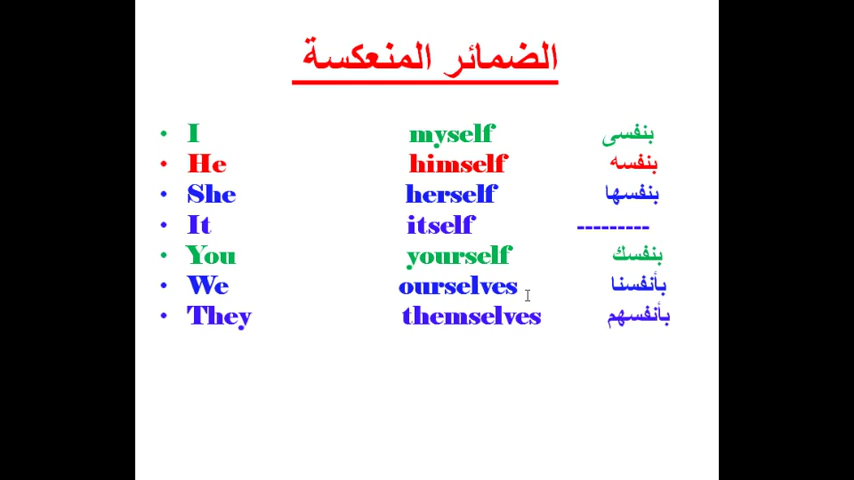 الضمائر المنعكسة
• I myself بنفسى
• He himself بنفسه
• She herself بنفسها
• It itself ---------
• You yourself بنفسك
• We ourselves بأنفسنا
• They themselves بأنفسهم